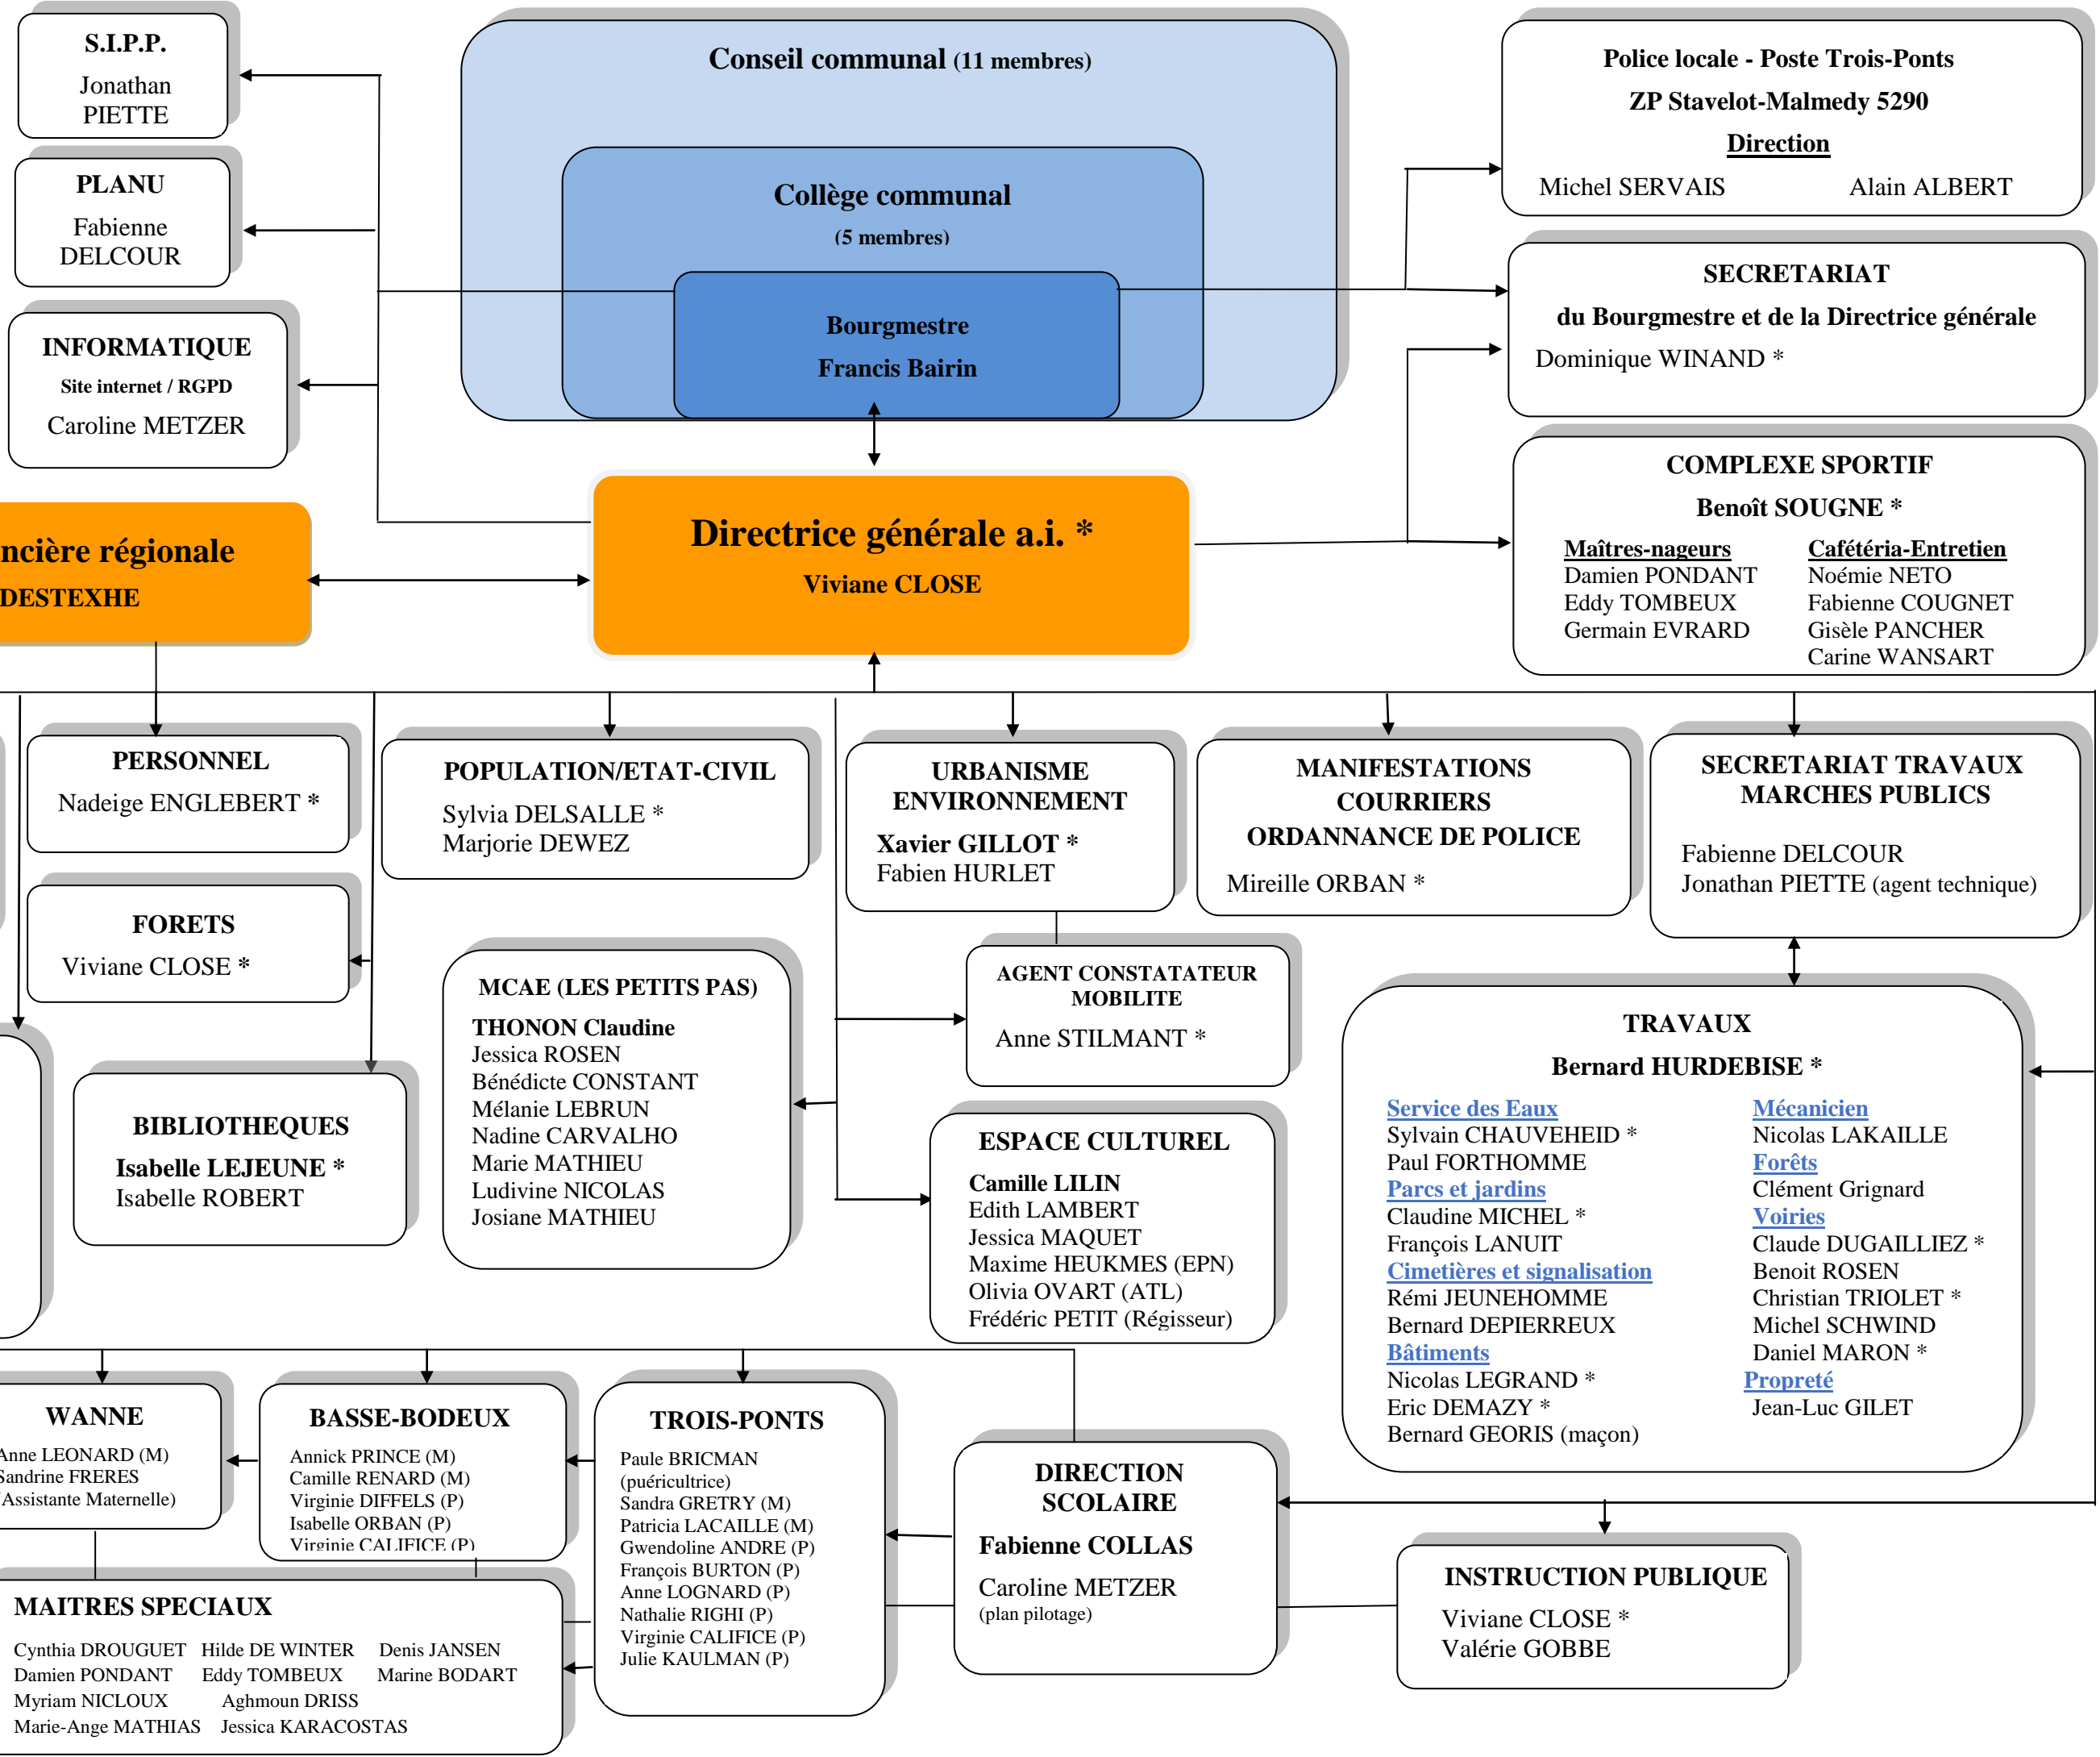 S.I.P.P.
Jonathan
PIETTE
PLANU
Fabienne
DELCOUR
INFORMATIQUE
Site internet / RGPD
Caroline METZER
Conseil communal (11 membres)
Collège communal
(5 membres)
Bourgmestre
Francis Bairin
Police locale - Poste Trois-Ponts
ZP Stavelot-Malmedy 5290
Direction
Michel SERVAIS Alain ALBERT
SECRETARIAT
du Bourgmestre et de la Directrice générale
Dominique WINAND *
COMPLEXE SPORTIF
Benoît SOUGNE *
Maîtres-nageurs
Damien PONDANT
Eddy TOMBEUX
Germain EVRARD
Cafétéria-Entretien
Noémie NETO
Fabienne COUGNET
Gisèle PANCHER
Carine WANSART
ncière régionale
DESTEXHE
Directrice générale a.i. *
Viviane CLOSE
PERSONNEL
Nadeige ENGLEBERT *
FORETS
Viviane CLOSE *
BIBLIOTHEQUES
Isabelle LEJEUNE *
Isabelle ROBERT
POPULATION/ETAT-CIVIL
Sylvia DELSALLE *
Marjorie DEWEZ
MCAE (LES PETITS PAS)
THONON Claudine
Jessica ROSEN
Bénédicte CONSTANT
Mélanie LEBRUN
Nadine CARVALHO
Marie MATHIEU
Ludivine NICOLAS
Josiane MATHIEU
URBANISME
ENVIRONNEMENT
Xavier GILLOT *
Fabien HURLET
AGENT CONSTATATEUR
MOBILITE
Anne STILMANT *
ESPACE CULTUREL
Camille LILIN
Edith LAMBERT
Jessica MAQUET
Maxime HEUKMES (EPN)
Olivia OVART (ATL)
Frédéric PETIT (Régisseur)
MANIFESTATIONS
COURRIERS
ORDANNANCE DE POLICE
Mireille ORBAN *
SECRETARIAT TRAVAUX
MARCHES PUBLICS
Fabienne DELCOUR
Jonathan PIETTE (agent technique)
TRAVAUX
Bernard HURDEBISE *
Service des Eaux
Sylvain CHAUVEHEID *
Paul FORTHOMME
Parcs et jardins
Claudine MICHEL *
François LANUIT
Cimetières et signalisation
Rémi JEUNEHOMME
Bernard DEPIERREUX
Bâtiments
Nicolas LEGRAND *
Eric DEMAZY *
Bernard GEORIS (maçon)
Mécanicien
Nicolas LAKAILLE
Forêts
Clément Grignard
Voiries
Claude DUGAILLIEZ *
Benoit ROSEN
Christian TRIOLET *
Michel SCHWIND
Daniel MARON *
Propreté
Jean-Luc GILET
WANNE
Anne LEONARD (M)
Sandrine FRERES
(Assistante Maternelle)
BASSE-BODEUX
Annick PRINCE (M)
Camille RENARD (M)
Virginie DIFFELS (P)
Isabelle ORBAN (P)
Virginie CALIFICE (P)
TROIS-PONTS
Paule BRICMAN
(puéricultrice)
Sandra GRETRY (M)
Patricia LACAILLE (M)
Gwendoline ANDRE (P)
François BURTON (P)
Anne LOGNARD (P)
Nathalie RIGHI (P)
Virginie CALIFICE (P)
Julie KAULMAN (P)
DIRECTION
SCOLAIRE
Fabienne COLLAS
Caroline METZER
(plan pilotage)
INSTRUCTION PUBLIQUE
Viviane CLOSE *
Valérie GOBBE
MAITRES SPECIAUX
Cynthia DROUGUET Hilde DE WINTER Denis JANSEN
Damien PONDANT Eddy TOMBEUX Marine BODART
Myriam NICLOUX Aghmoun DRISS
Marie-Ange MATHIAS Jessica KARACOSTAS